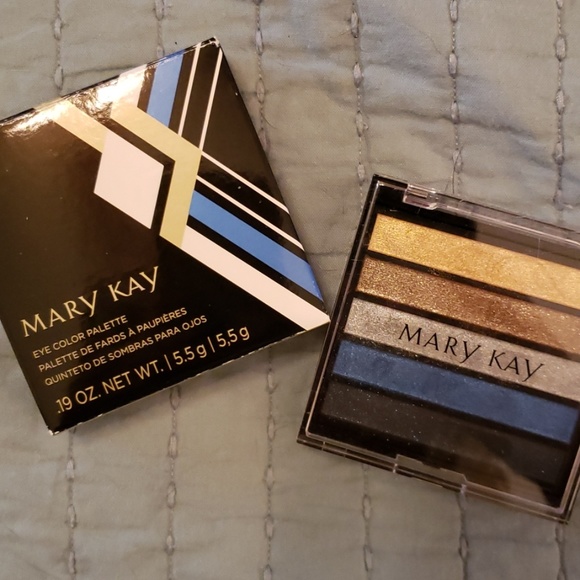 MARY KAY
EYE COLOR PALETTE
PALETTE DE FARDS À PAUPIÈRES
QUINTETO DE SOMBRAS PARA OJOS
.19 OZ. NET WT. | 5.5 g | 5,5 g
MARY KAY